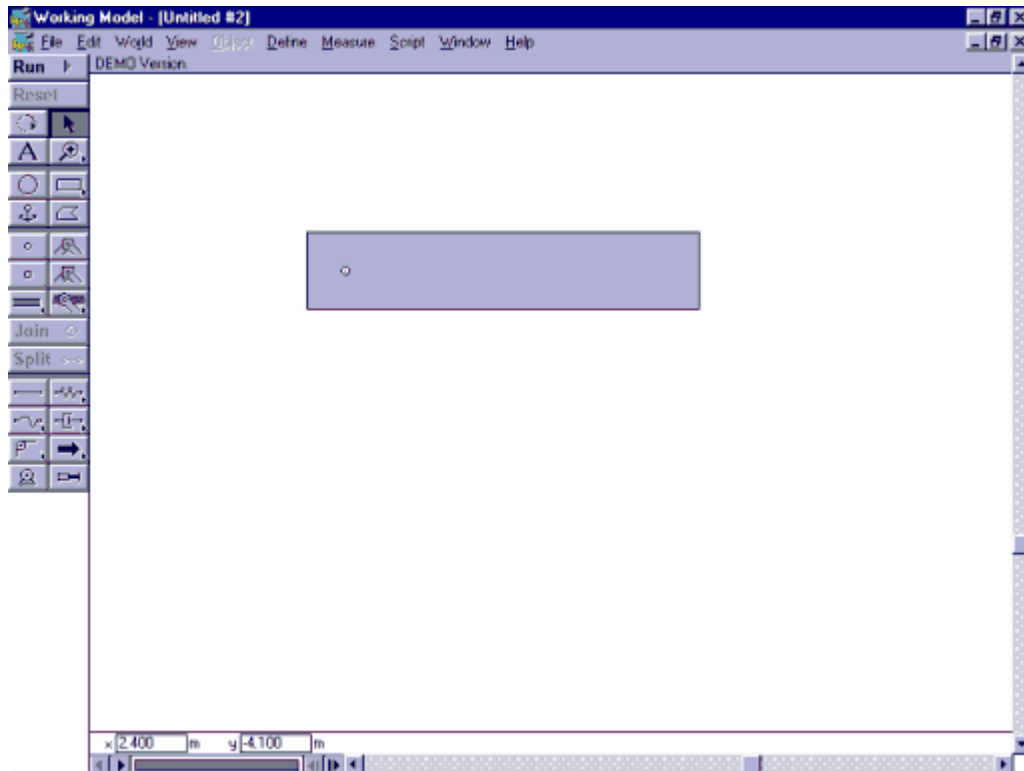 Working Model - [Untitled #2]
File Edit World View Object Define Measure Script Window Help
Run
DEMO Version.
Reset
A
Join
Split
x 2.400 m y -4.100 m